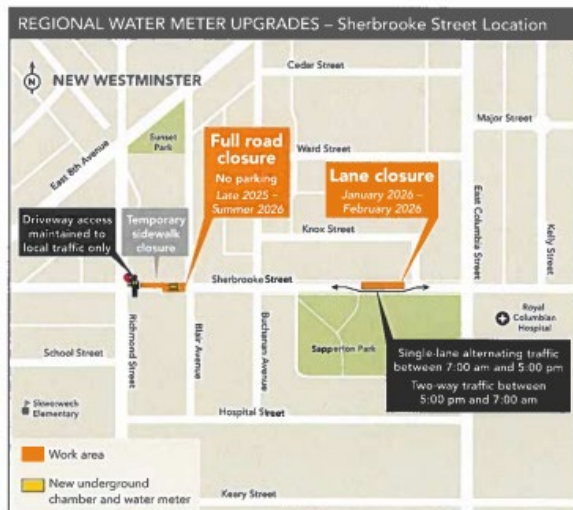 REGIONAL WATER METER UPGRADES – Sherbrooke Street Location
N
NEW WESTMINSTER
Cedar Street
Major Street
Sunset
Park
East 8th Avenue
Full road
closure
No parking
Late 2025 –
Summer 2026
Ward Street
Lane closure
January 2026 –
February 2026
Driveway access
maintained to
local traffic only
Temporary
sidewalk
closure
Knox Street
East Columbia Street
Kelly Street
Sherbrooke Street
Richmond Street
Blair Avenue
Buchanan Avenue
Sapperton Park
Royal
Columbian
Hospital
School Street
Single-lane alternating traffic
between 7:00 am and 5:00 pm
Two-way traffic between
5:00 pm and 7:00 am
Skwo:wech
Elementary
Hospital Street
Work area
New underground
chamber and water meter
Keary Street